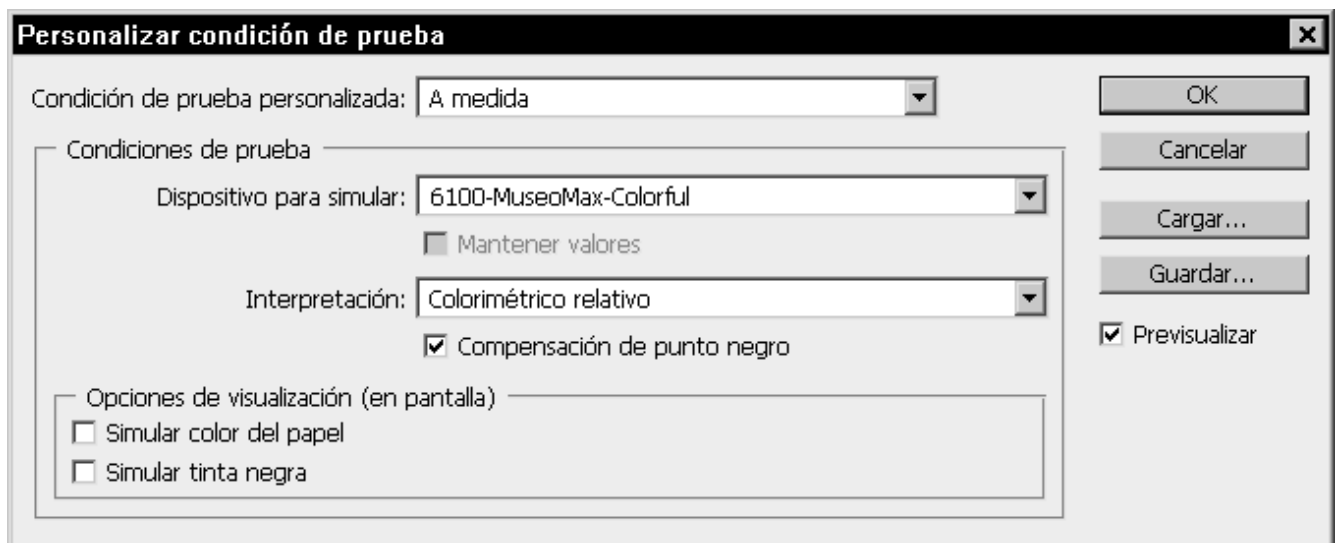 Personalizar condición de prueba
Condición de prueba personalizada: A medida
OK
Condiciones de prueba
Cancelar
Dispositivo para simular: 6100-MuseoMax-Colorful
Cargar...
Mantener valores
Guardar...
Interpretación: Colorimétrico relativo
Previsualizar
Compensación de punto negro
Opciones de visualización (en pantalla)
Simular color del papel
Simular tinta negra